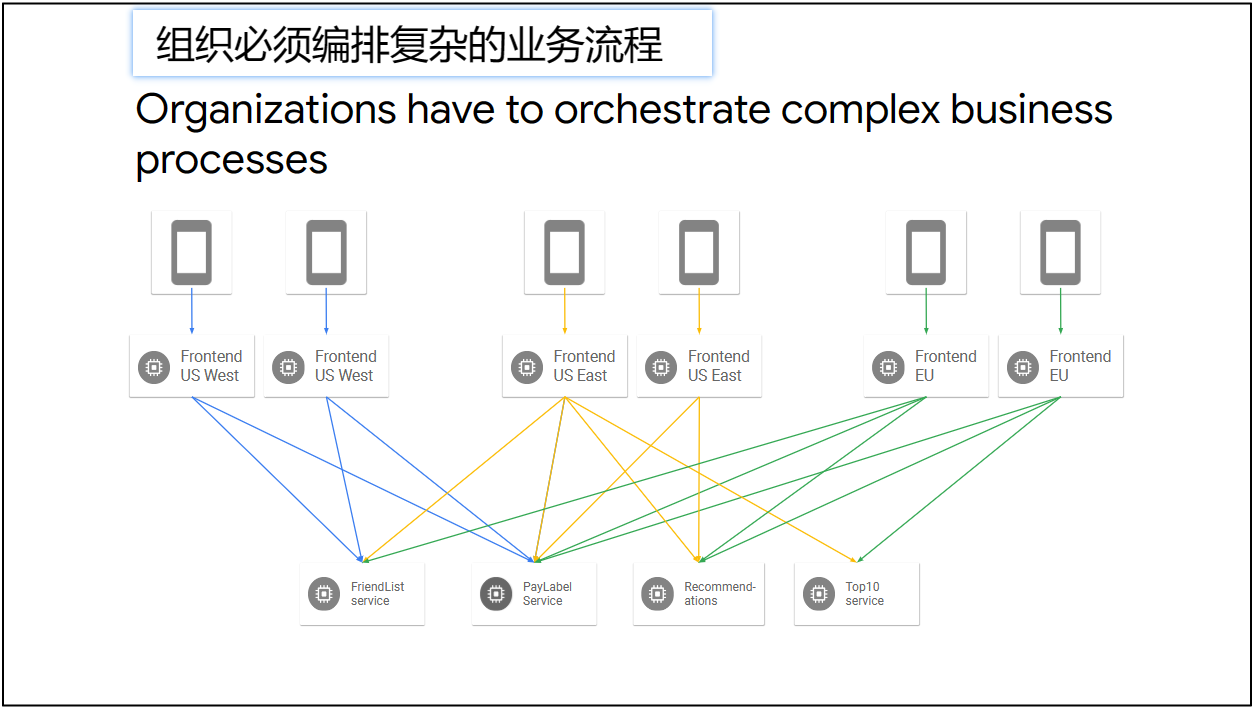 组织必须编排复杂的业务流程
Organizations have to orchestrate complex business
processes
Frontend
US West
Frontend
US West
Frontend
US East
Frontend
US East
Frontend
EU
Frontend
EU
FriendList
service
PayLabel
Service
Recommend-
ations
Top10
service